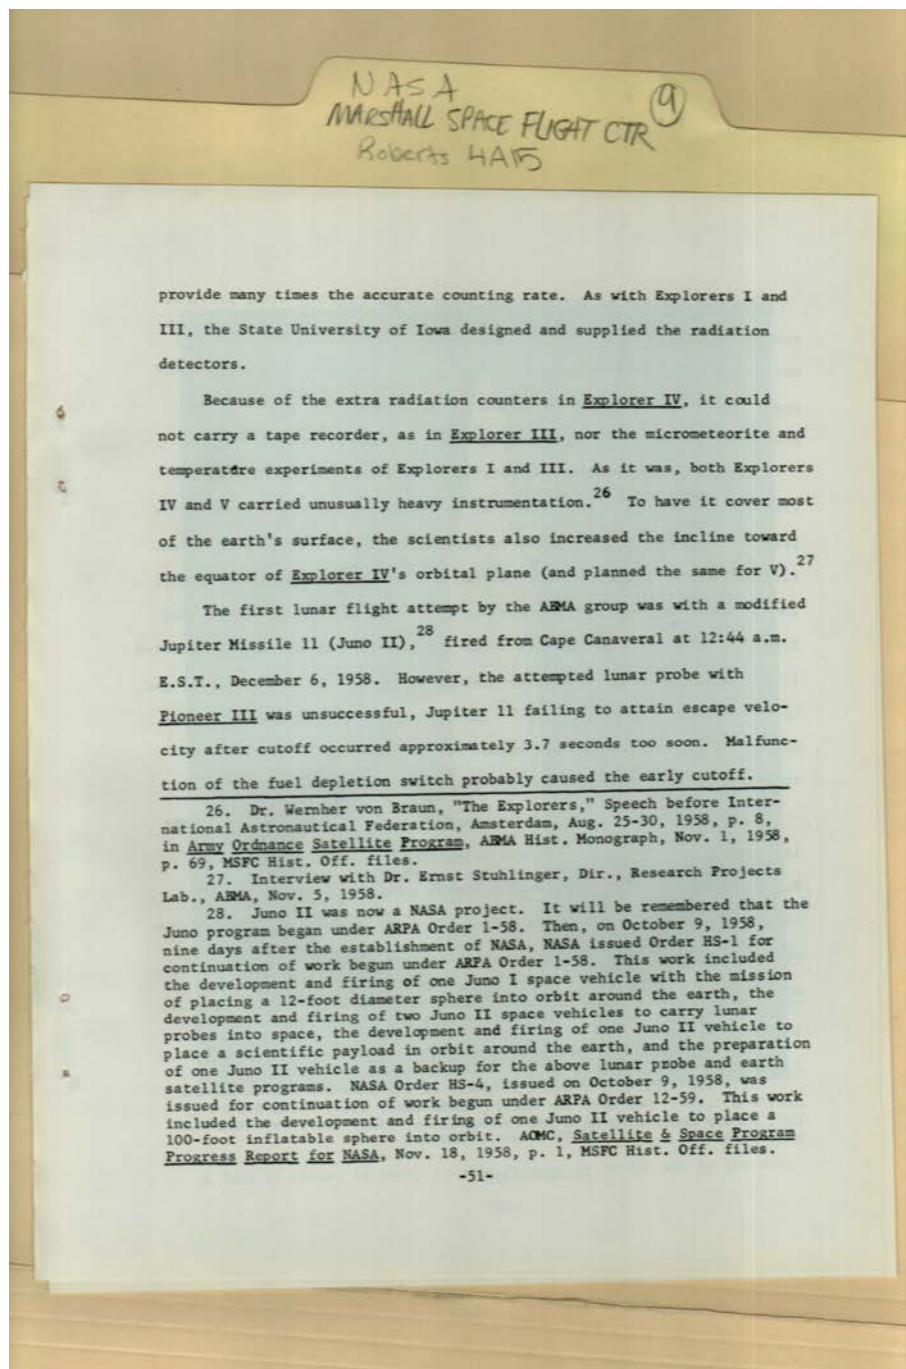 NASA
MARSHALL SPACE FLIGHT CTR 9
Roberts 4A15
provide many times the accurate counting rate. As with Explorers I and
III, the State University of Iowa designed and supplied the radiation
detectors.
Because of the extra radiation counters in Explorer IV, it could
not carry a tape recorder, as in Explorer III, nor the micrometeorite and
temperature experiments of Explorers I and III. As it was, both Explorers
IV and V carried unusually heavy instrumentation.26 To have it cover most
of the earth's surface, the scientists also increased the incline toward
the equator of Explorer IV's orbital plane (and planned the same for V).27
The first lunar flight attempt by the ABMA group was with a modified
Jupiter Missile 11 (Juno II),28 fired from Cape Canaveral at 12:44 a.m.
E.S.T., December 6, 1958. However, the attempted lunar probe with
Pioneer III was unsuccessful, Jupiter 11 failing to attain escape velo-
city after cutoff occurred approximately 3.7 seconds too soon. Malfunc-
tion of the fuel depletion switch probably caused the early cutoff.
26. Dr. Wernher von Braun, "The Explorers," Speech before Inter-
national Astronautical Federation, Amsterdam, Aug. 25-30, 1958, p. 8,
in Army Ordnance Satellite Program, ABMA Hist. Monograph, Nov. 1, 1958,
p. 69, MSFC Hist. Off. files.
27. Interview with Dr. Ernst Stuhlinger, Dir., Research Projects
Lab., ABMA, Nov. 5, 1958.
28. Juno II was now a NASA project. It will be remembered that the
Juno program began under ARPA Order 1-58. Then, on October 9, 1958,
nine days after the establishment of NASA, NASA issued Order HS-1 for
continuation of work begun under ARPA Order 1-58. This work included
the development and firing of one Juno I space vehicle with the mission
of placing a 12-foot diameter sphere into orbit around the earth, the
development and firing of two Juno II space vehicles to carry lunar
probes into space, the development and firing of one Juno II vehicle to
place a scientific payload in orbit around the earth, and the preparation
of one Juno II vehicle as a backup for the above lunar probe and earth
satellite programs. NASA Order HS-4, issued on October 9, 1958, was
issued for continuation of work begun under ARPA Order 12-59. This work
included the development and firing of one Juno II vehicle to place a
100-foot inflatable sphere into orbit. AOMC, Satellite & Space Program
Progress Report for NASA, Nov. 18, 1958, p. 1, MSFC Hist. Off. files.
-51-